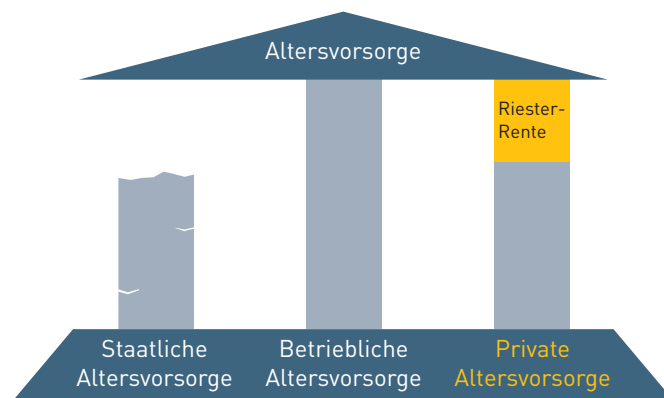 Altersvorsorge
Riester-
Rente
Staatliche
Altersvorsorge
Betriebliche
Altersvorsorge
Private
Altersvorsorge